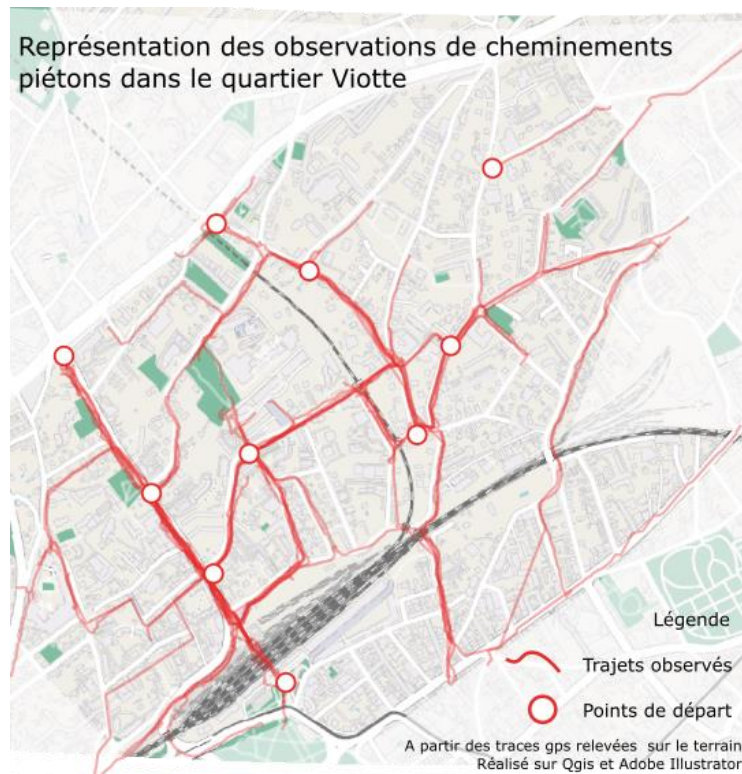 Représentation des observations de cheminements
piétons dans le quartier Viotte
Légende
Trajets observés
Points de départ
A partir des traces gps relevées sur le terrain
Réalisé sur Qgis et Adobe Illustrator